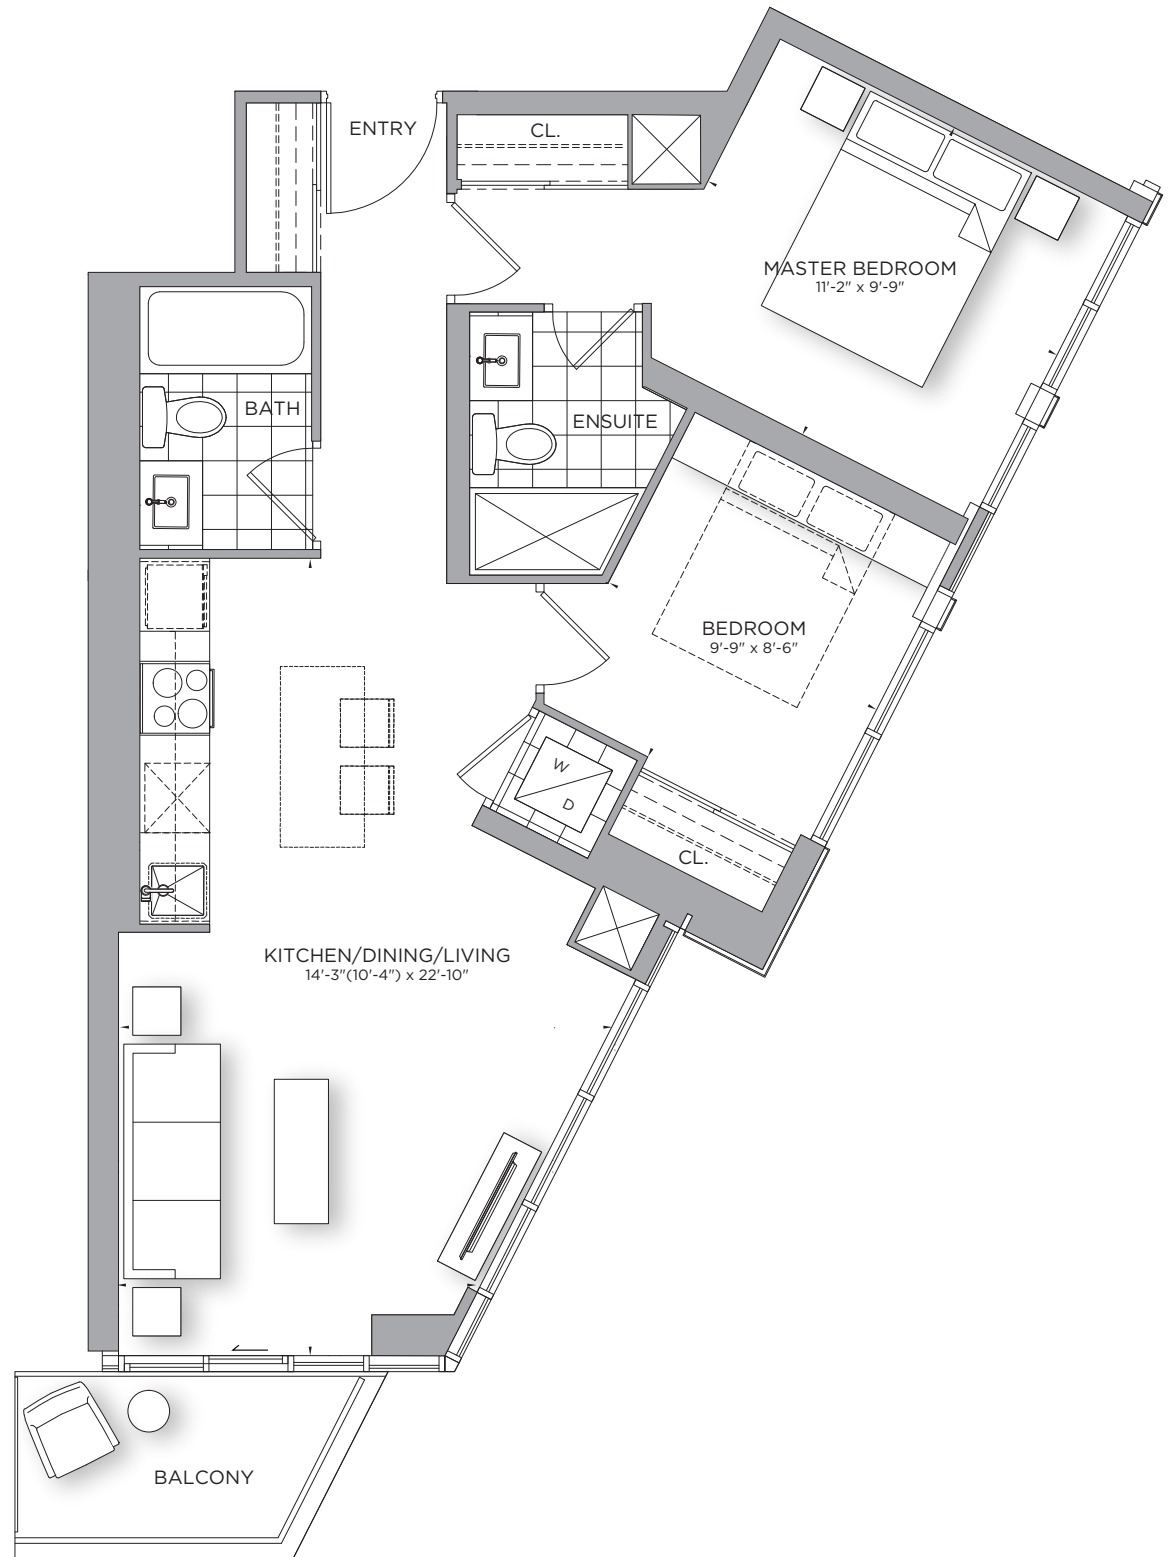 ENTRY
CL.
MASTER BEDROOM
11'-2" x 9'-9"
BATH
ENSUITE
BEDROOM
9'-9" x 8'-6"
W
D
CL.
KITCHEN/DINING/LIVING
14'-3"(10'-4") x 22'-10"
BALCONY